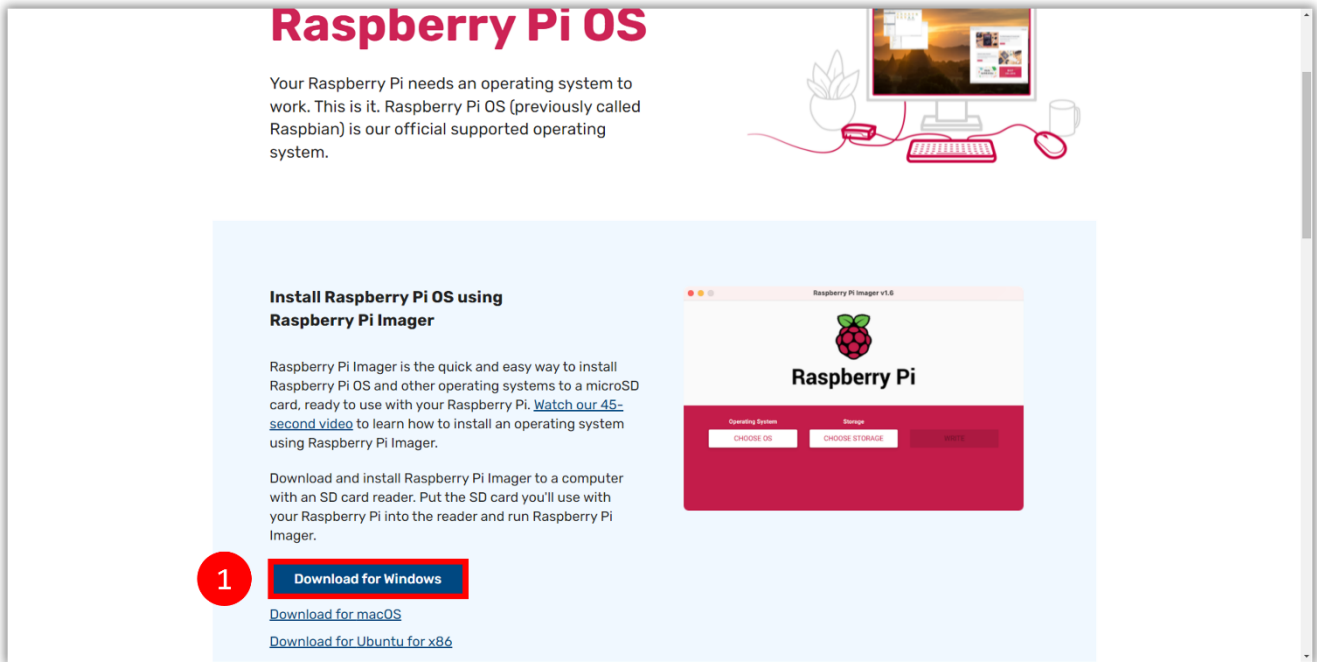 Raspberry Pi OS
Your Raspberry Pi needs an operating system to
work. This is it. Raspberry Pi OS (previously called
Raspbian) is our official supported operating
system.
Install Raspberry Pi OS using
Raspberry Pi Imager
Raspberry Pi Imager is the quick and easy way to install
Raspberry Pi OS and other operating systems to a microSD
card, ready to use with your Raspberry Pi. Watch our 45-
second video to learn how to install an operating system
using Raspberry Pi Imager.
Download and install Raspberry Pi Imager to a computer
with an SD card reader. Put the SD card you'll use with
your Raspberry Pi into the reader and run Raspberry Pi
Imager.
1
Download for Windows
Download for macOS
Download for Ubuntu for x86
Raspberry Pi Imager v1.6
Raspberry Pi
Operating System
Storage
CHOOSE OS
CHOOSE STORAGE
WRITE